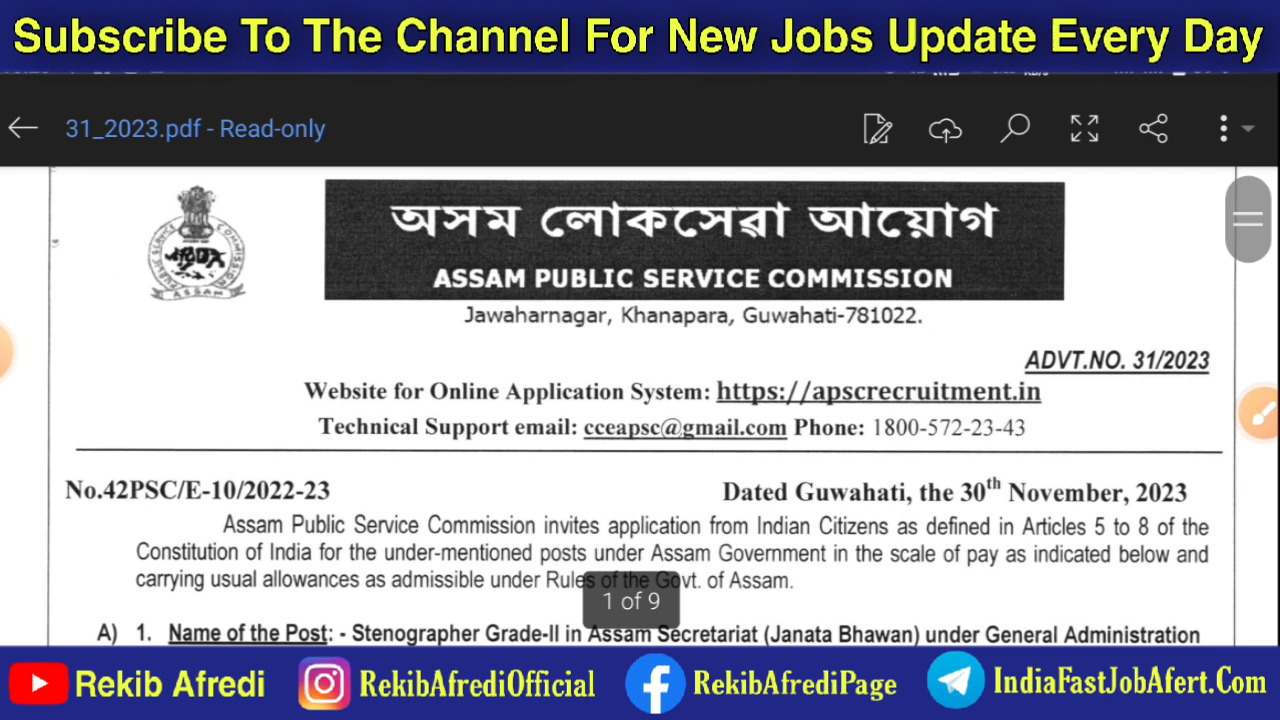 Subscribe To The Channel For New Jobs Update Every Day
31_2023.pdf - Read-only
অসম লোকসেৱা আয়োগ
ASSAM PUBLIC SERVICE COMMISSION
Jawaharnagar, Khanapara, Guwahati-781022.
ADVT.NO. 31/2023
Website for Online Application System: https://apscrecruitment.in
Technical Support email: cceapsc@gmail.com Phone: 1800-572-23-43
No.42PSC/E-10/2022-23 Dated Guwahati, the 30th November, 2023
Assam Public Service Commission invites application from Indian Citizens as defined in Articles 5 to 8 of the
Constitution of India for the under-mentioned posts under Assam Government in the scale of pay as indicated below and
carrying usual allowances as admissible under Rules of the Govt. of Assam.
1 of 9
A) 1. Name of the Post: - Stenographer Grade-II in Assam Secretariat (Janata Bhawan) under General Administration
Rekib Afredi RekibAfrediOfficial RekibAfrediPage IndiaFastJobAfert.Com